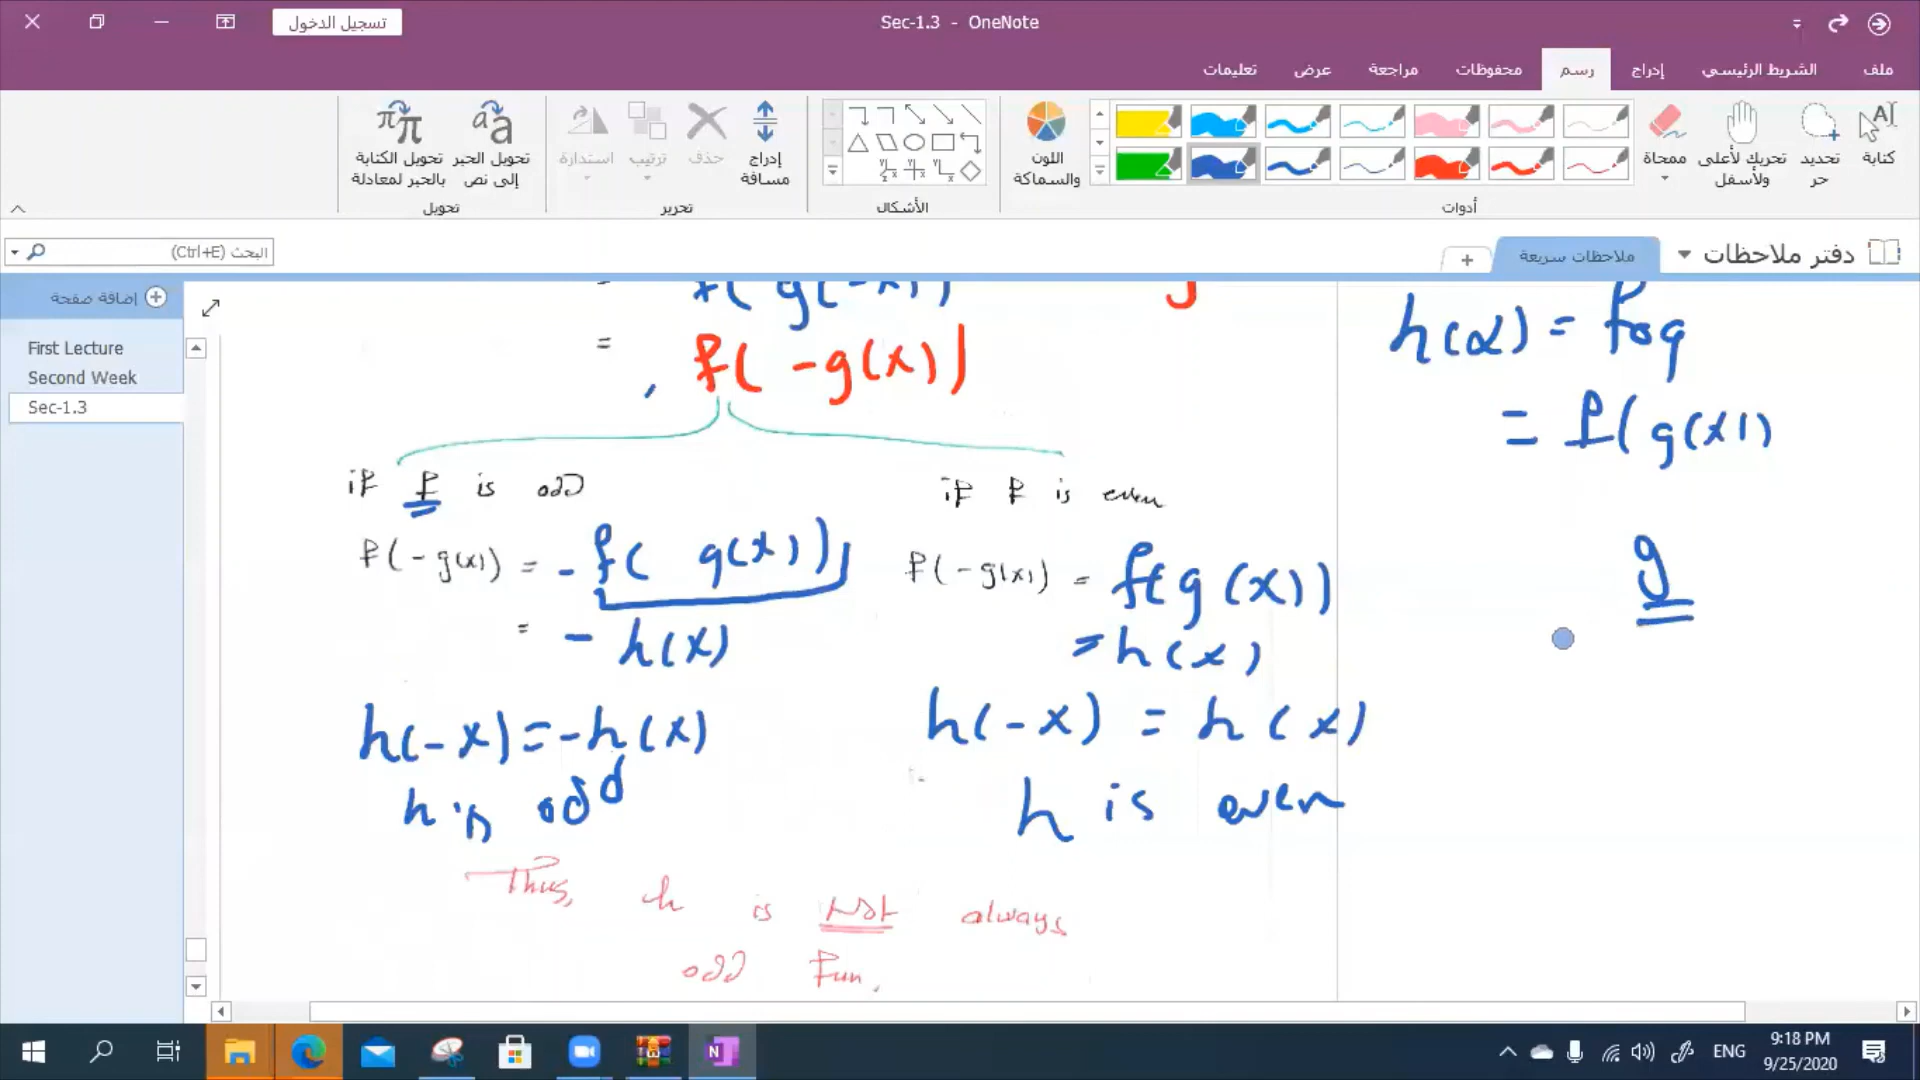 تسجيل الدخول
Sec-1.3 - OneNote
ملف
الشريط الرئيسي
إدراج
رسم
محفوظات
مراجعة
عرض
تعليمات
كتابة
تحديد حر
تحريك لأعلى ولأسفل
ممحاة
أدوات
اللون والسماكة
الأشكال
إدراج مسافة
حذف
ترتيب
استدارة
تحرير
تحويل الحبر إلى نص
تحويل الكتابة بالحبر لمعادلة
تحويل
دفتر ملاحظات
ملاحظات سريعة
البحث (Ctrl+E)
إضافة صفحة
First Lecture
Second Week
Sec-1.3
= f(g(-x))
= f(-g(x))
if f is odd
f(-g(x)) = - f( g(x))
= - h(x)
h(-x) = -h(x)
h is odd
if f is even
f(-g(x)) = f(g(x))
= h(x)
h(-x) = h(x)
h is even
Thus, h is Not always
odd fun.
h(x) = fog
= f(g(x))
g
ENG
9:18 PM
9/25/2020